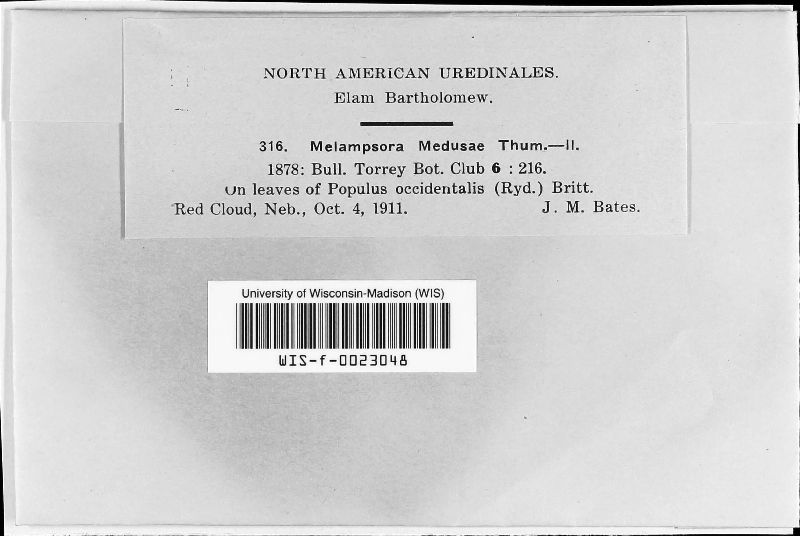 NORTH AMERICAN UREDINALES.
Elam Bartholomew.
316. Melampsora Medusae Thum.—II.
1878: Bull. Torrey Bot. Club 6 : 216.
On leaves of Populus occidentalis (Ryd.) Britt.
Red Cloud, Neb., Oct. 4, 1911. J. M. Bates.
University of Wisconsin-Madison (WIS)
WIS-f-0023048